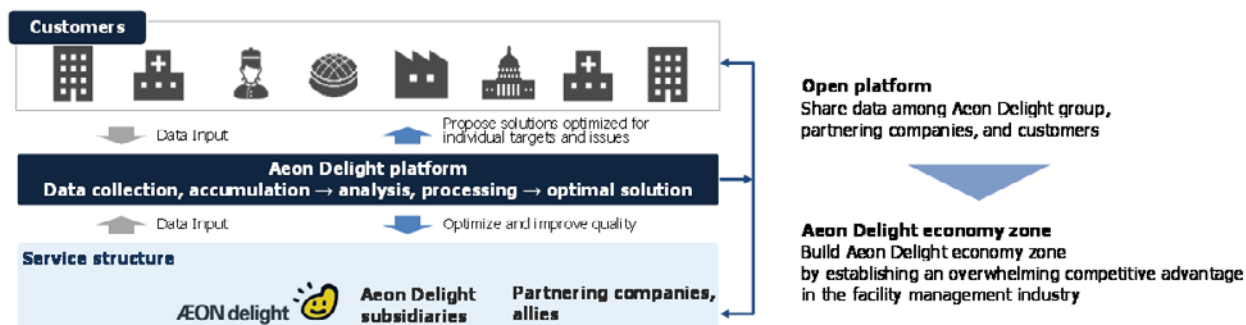 Customers
Data Input
Propose solutions optimized for
individual targets and issues
Aeon Delight platform
Data collection, accumulation → analysis, processing → optimal solution
Data Input
Optimize and improve quality
Service structure
ÆON delight
Aeon Delight
subsidiaries
Partnering companies,
allies
Open platform
Share data among Aeon Delight group,
partnering companies, and customers
Aeon Delight economy zone
Build Aeon Delight economy zone
by establishing an overwhelming competitive advantage
in the facility management industry